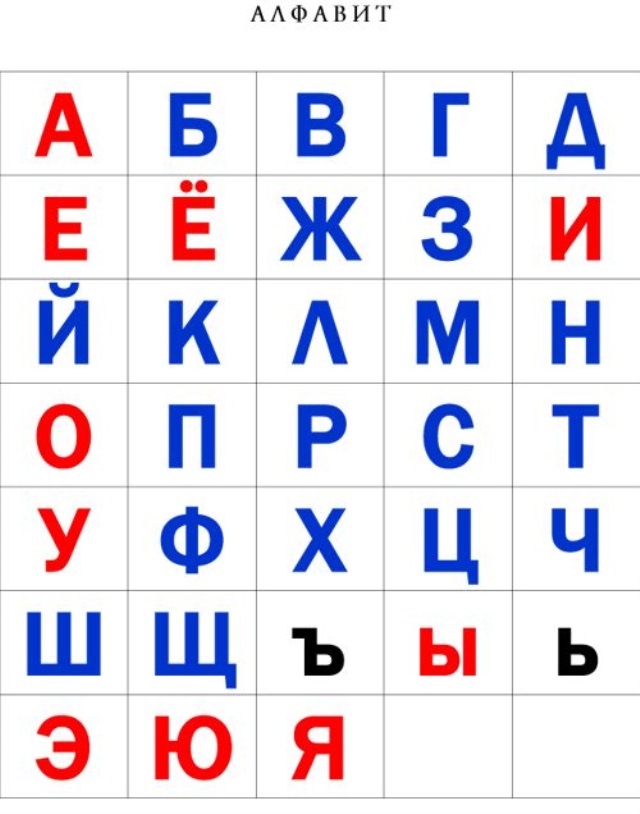 АЛФАВИТ
А Б В Г Д
Е Ё Ж З И
Й К Л М Н
О П Р С Т
У Ф Х Ц Ч
Ш Щ Ъ ы Ь
Э Ю Я